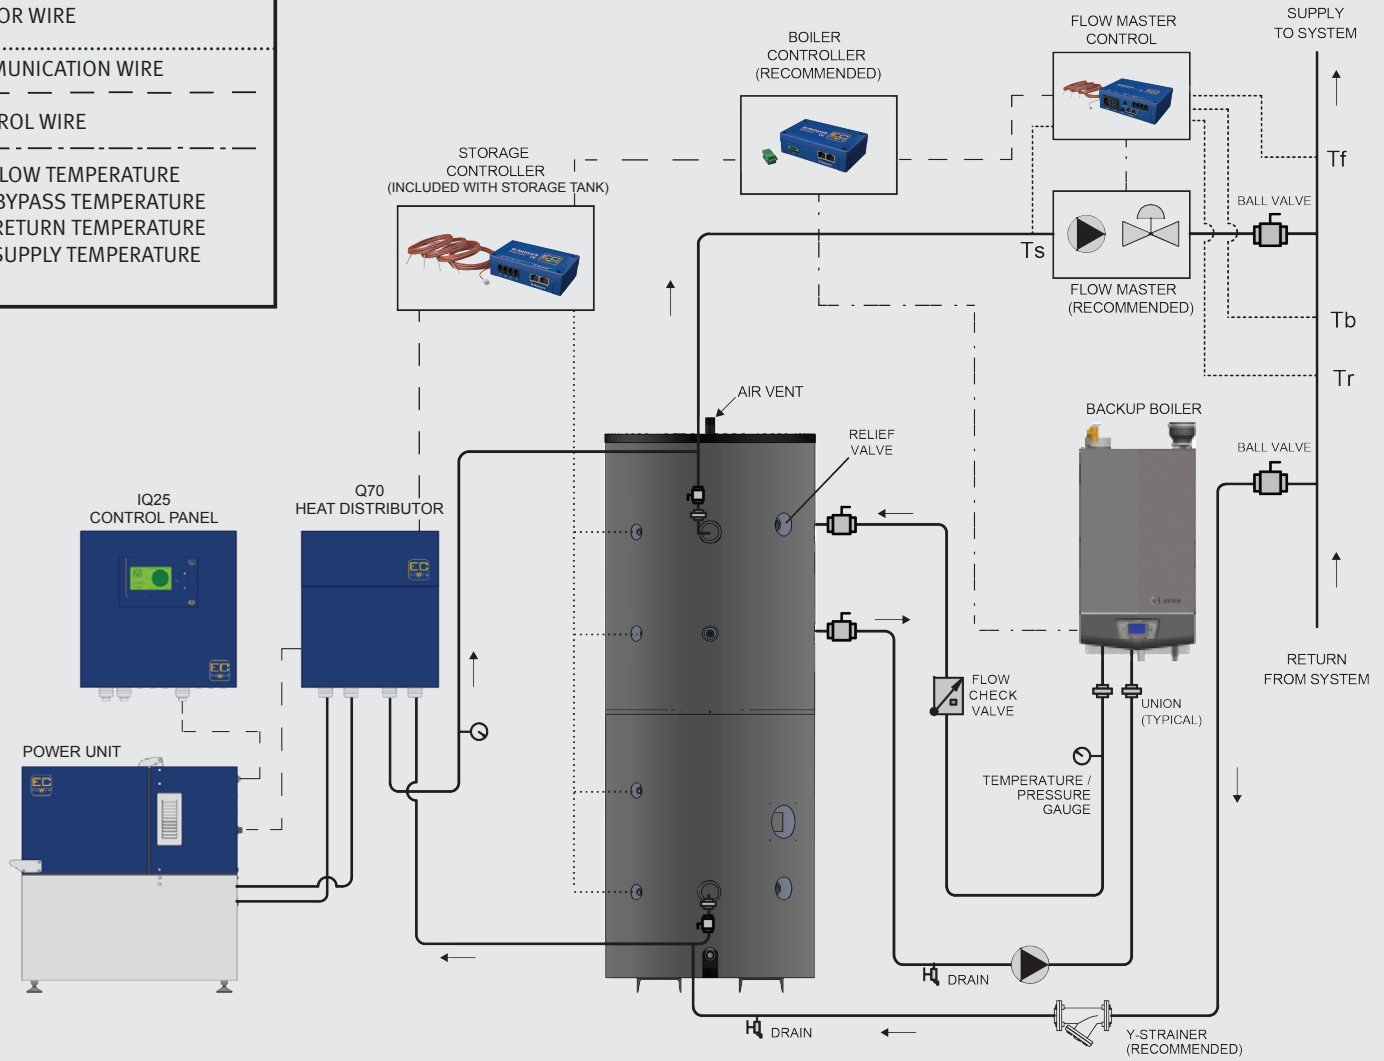 OR WIRE
MUNICATION WIRE
ROL WIRE
LOW TEMPERATURE
BYPASS TEMPERATURE
RETURN TEMPERATURE
SUPPLY TEMPERATURE
STORAGE
CONTROLLER
(INCLUDED WITH STORAGE TANK)
BOILER
CONTROLLER
(RECOMMENDED)
FLOW MASTER
CONTROL
SUPPLY
TO SYSTEM
Tf
BALL VALVE
Ts
FLOW MASTER
(RECOMMENDED)
Tb
Tr
AIR VENT
RELIEF
VALVE
BACKUP BOILER
BALL VALVE
IQ25
CONTROL PANEL
Q70
HEAT DISTRIBUTOR
EC
EC
POWER UNIT
EC
FLOW
CHECK
VALVE
UNION
(TYPICAL)
RETURN
FROM SYSTEM
TEMPERATURE /
PRESSURE
GAUGE
DRAIN
DRAIN
Y-STRAINER
(RECOMMENDED)